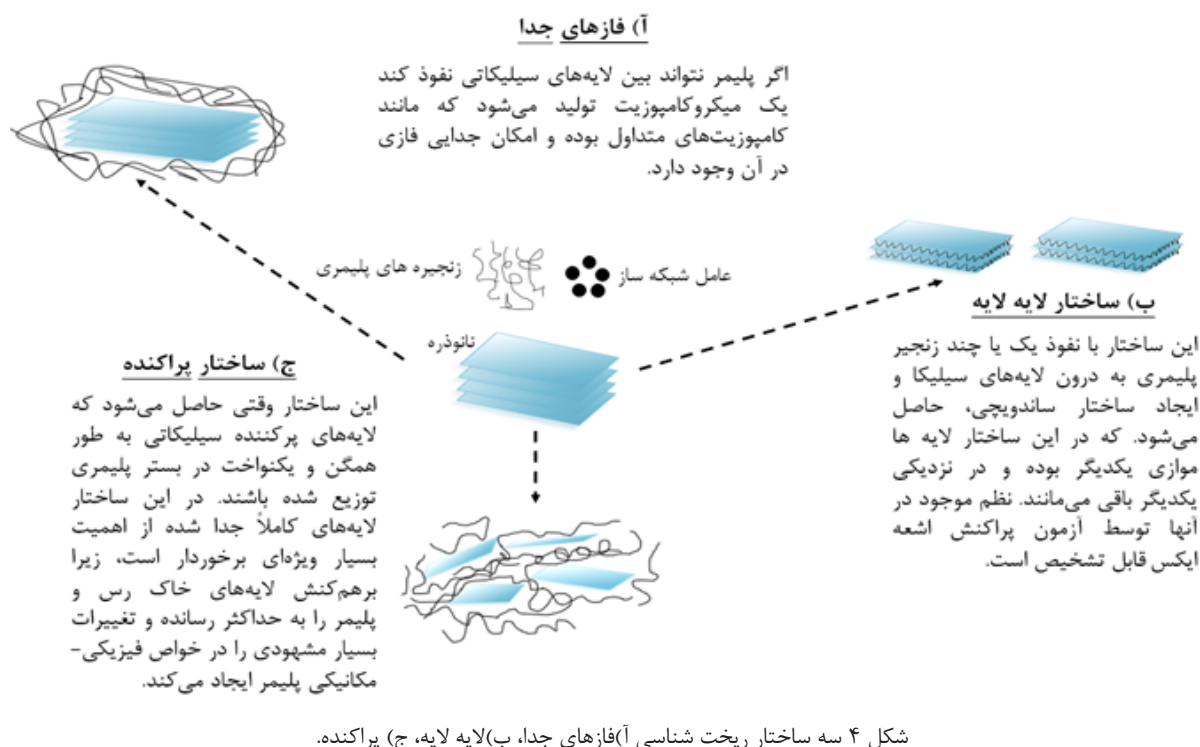 آ) فازهای جدا
اگر پلیمر نتواند بین لایه‌های سیلیکاتی نفوذ کند
یک میکروکامپوزیت تولید می‌شود که مانند
کامپوزیت‌های متداول بوده و امکان جدایی فازی
در آن وجود دارد.
عامل شبکه ساز
زنجیره های پلیمری
نانوذره
ب) ساختار لایه لایه
این ساختار با نفوذ یک یا چند زنجیر
پلیمری به درون لایه‌های سیلیکا و
ایجاد ساختار ساندویچی، حاصل
می‌شود. که در این ساختار لایه ها
موازی یکدیگر بوده و در نزدیکی
یکدیگر باقی می‌مانند. نظم موجود در
آنها توسط آزمون پراکنش اشعه
ایکس قابل تشخیص است.
ج) ساختار پراکنده
این ساختار وقتی حاصل می‌شود که
لایه‌های پرکننده سیلیکاتی به طور
همگن و یکنواخت در بستر پلیمری
توزیع شده باشند. در این ساختار
لایه‌های کاملاً جدا شده از اهمیت
بسیار ویژه‌ای برخوردار است، زیرا
برهم‌کنش لایه‌های خاک رس و
پلیمر را به حداکثر رسانده و تغییرات
بسیار مشهودی را در خواص فیزیکی-
مکانیکی پلیمر ایجاد می‌کند.
شکل ۴ سه ساختار ریخت شناسی آ)فازهای جدا، ب)لایه لایه، ج) پراکنده.